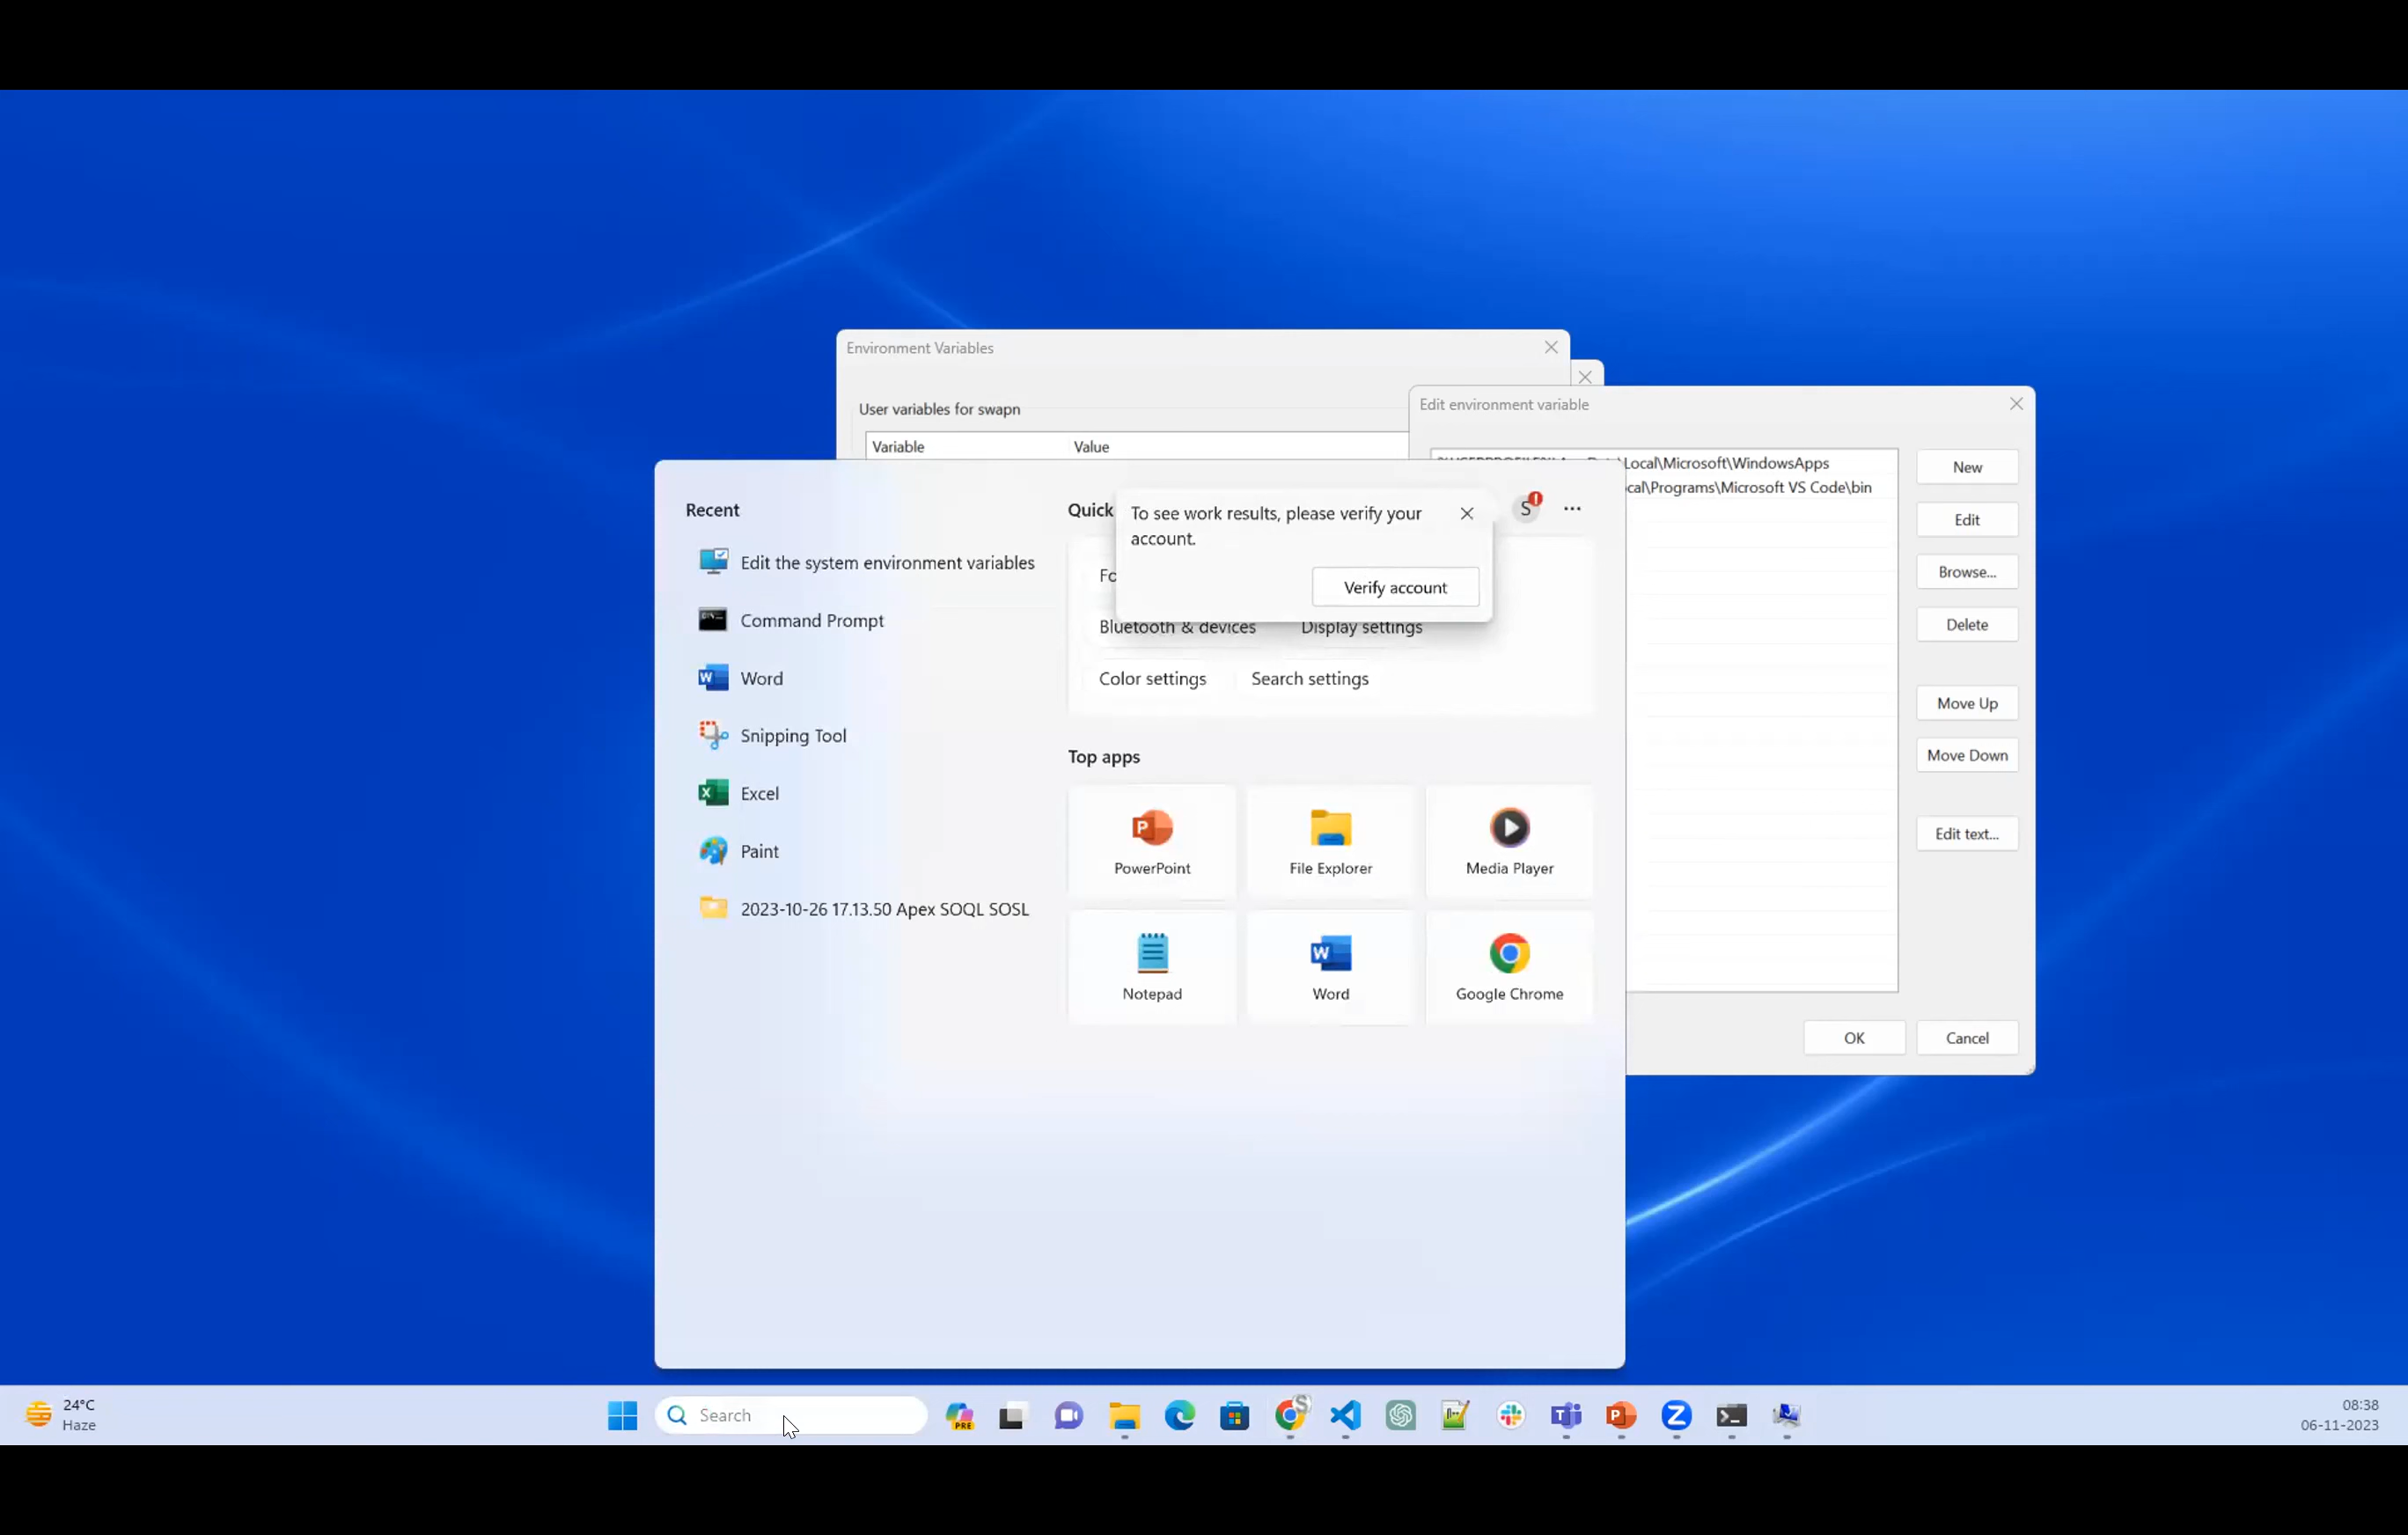 Environment Variables
User variables for swapn
Variable Value
Edit environment variable
Local\Microsoft\WindowsApps
cal\Programs\Microsoft VS Code\bin
New
Edit
Browse...
Delete
Move Up
Move Down
Edit text...
OK
Cancel
Recent
Edit the system environment variables
Command Prompt
Word
Snipping Tool
Excel
Paint
2023-10-26 17.13.50 Apex SOQL SOSL
Quick
S
To see work results, please verify your
account.
Verify account
Fo
Bluetooth & devices Display settings
Color settings Search settings
Top apps
PowerPoint
File Explorer
Media Player
Notepad
Word
Google Chrome
24°C
Haze
Search
PRE
08:38
06-11-2023